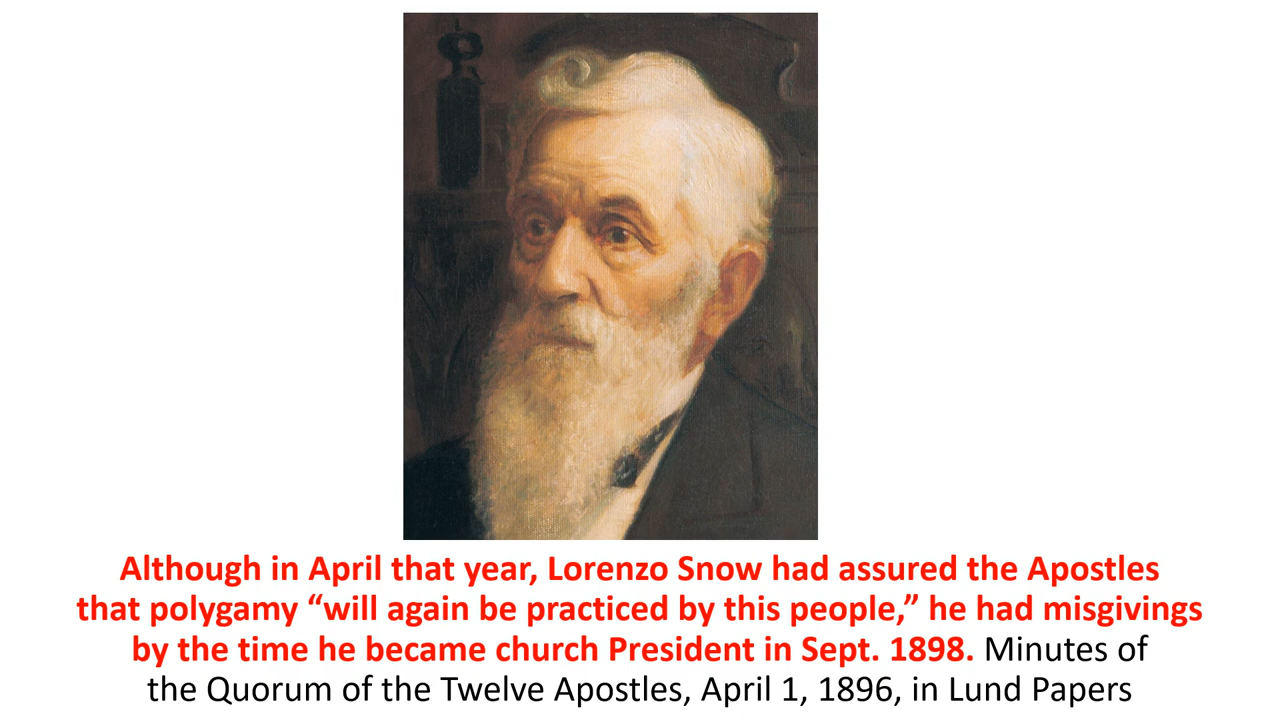 Although in April that year, Lorenzo Snow had assured the Apostles
that polygamy “will again be practiced by this people,” he had misgivings
by the time he became church President in Sept. 1898. Minutes of
the Quorum of the Twelve Apostles, April 1, 1896, in Lund Papers